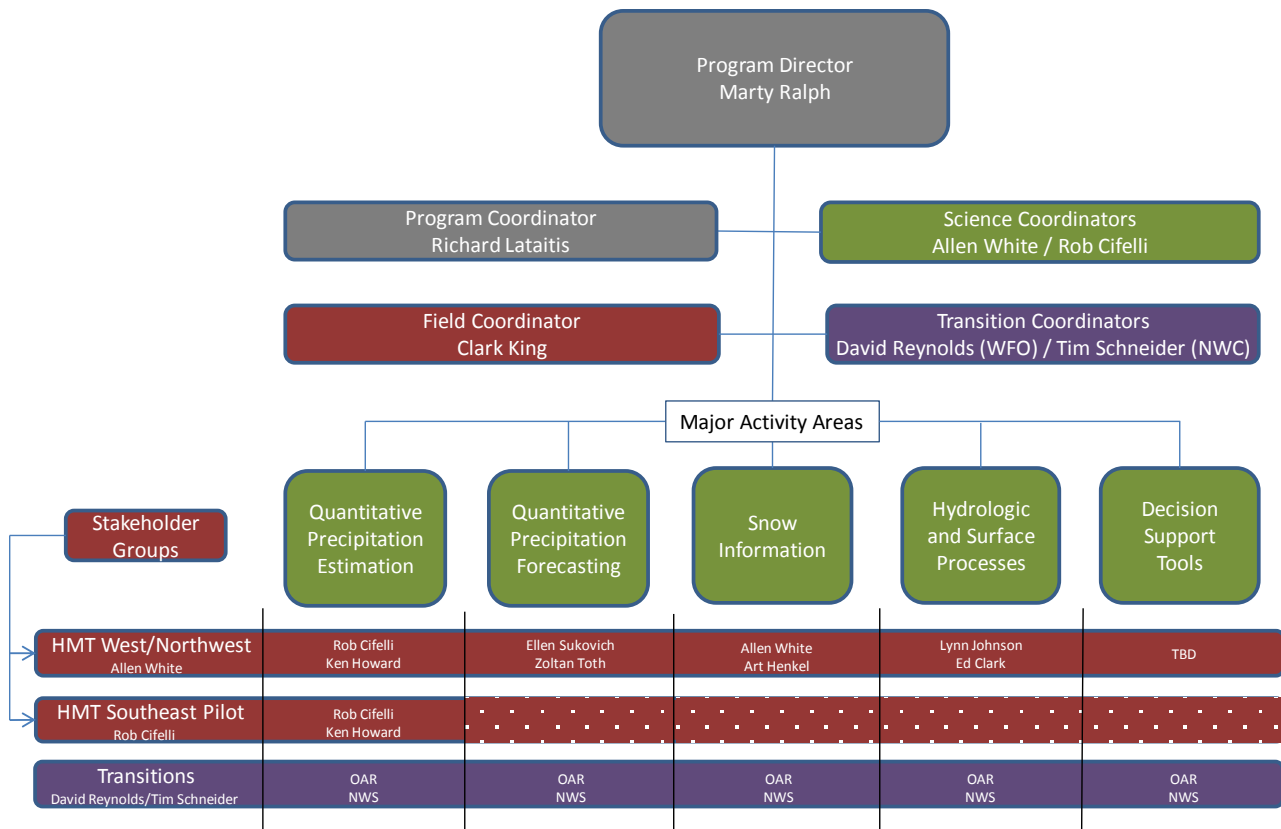 Program Director
Marty Ralph
Program Coordinator
Richard Lataitis
Science Coordinators
Allen White / Rob Cifelli
Field Coordinator
Clark King
Transition Coordinators
David Reynolds (WFO) / Tim Schneider (NWC)
Major Activity Areas
Stakeholder
Groups
Quantitative
Precipitation
Estimation
Quantitative
Precipitation
Forecasting
Snow
Information
Hydrologic
and Surface
Processes
Decision
Support
Tools
HMT West/Northwest
Allen White
Rob Cifelli
Ken Howard
Ellen Sukovich
Zoltan Toth
Allen White
Art Henkel
Lynn Johnson
Ed Clark
TBD
HMT Southeast Pilot
Rob Cifelli
Rob Cifelli
Ken Howard
Transitions
David Reynolds/Tim Schneider
OAR
NWS
OAR
NWS
OAR
NWS
OAR
NWS
OAR
NWS